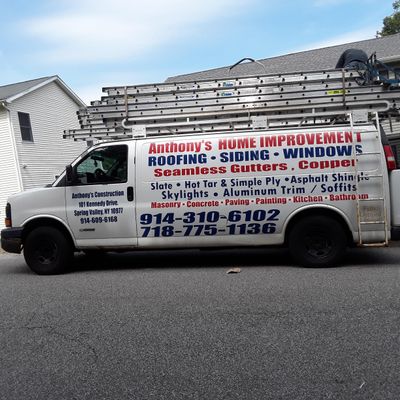 Anthony's HOME IMPROVEMENT
ROOFING • SIDING • WINDOWS
Seamless Gutters, Copper
Slate • Hot Tar & Simple Ply • Asphalt Shingle
Skylights • Aluminum Trim / Soffits
Masonry • Concrete • Paving • Painting • Kitchen • Bathroom
914-310-6102
718-775-1136
Anthony's Construction
101 Kennedy Drive.
Spring Valley, NY 10977
914-609-6168